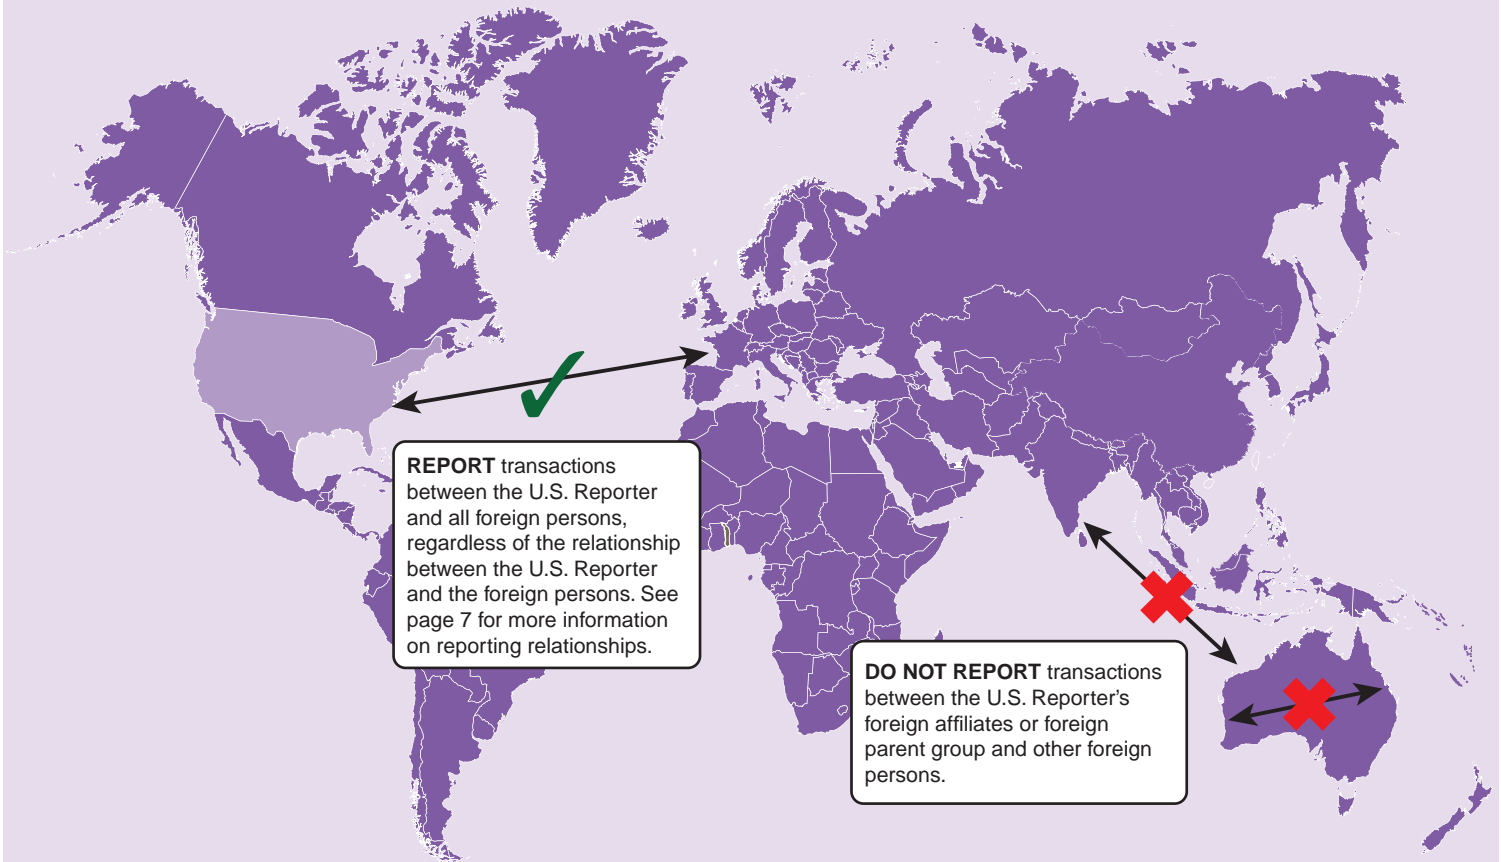 REPORT transactions
between the U.S. Reporter
and all foreign persons,
regardless of the relationship
between the U.S. Reporter
and the foreign persons. See
page 7 for more information
on reporting relationships.
DO NOT REPORT transactions
between the U.S. Reporter’s
foreign affiliates or foreign
parent group and other foreign
persons.